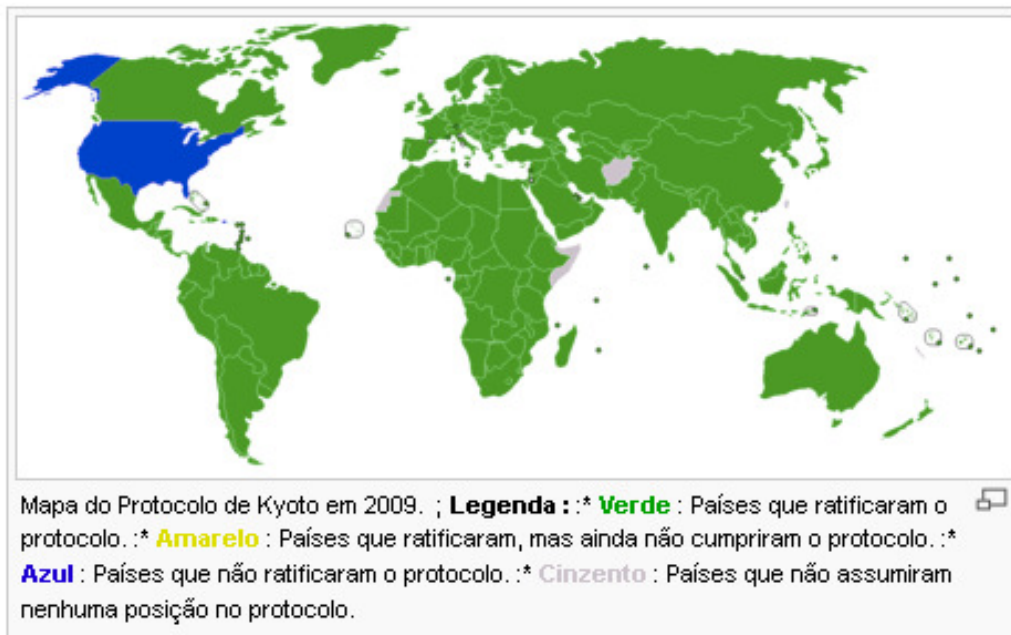 Mapa do Protocolo de Kyoto em 2009. ; Legenda : :* Verde : Países que ratificaram o
protocolo. :* Amarelo : Países que ratificaram, mas ainda não cumpriram o protocolo. :*
Azul : Países que não ratificaram o protocolo. :* Cinzento : Países que não assumiram
nenhuma posição no protocolo.